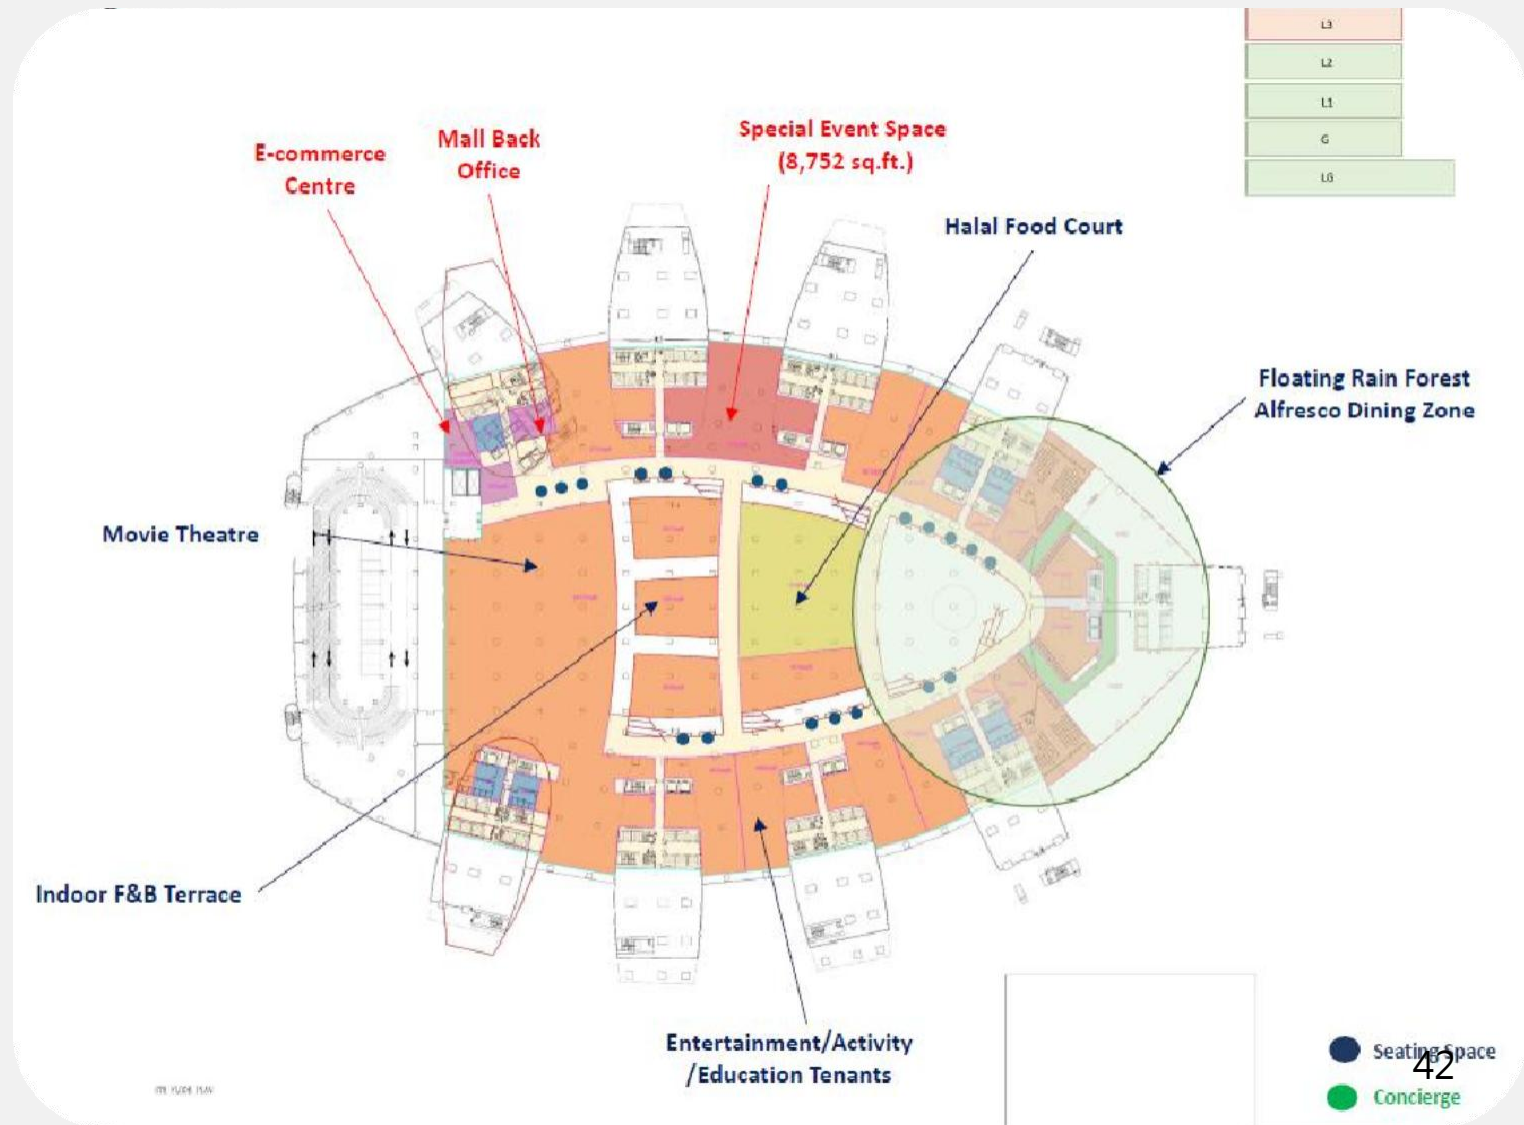 L3
L2
L1
G
LG
Special Event Space
(8,752 sq.ft.)
Mall Back
Office
E-commerce
Centre
Halal Food Court
Floating Rain Forest
Alfresco Dining Zone
Movie Theatre
Indoor F&B Terrace
Entertainment/Activity
/Education Tenants
Seating Space
42
Concierge